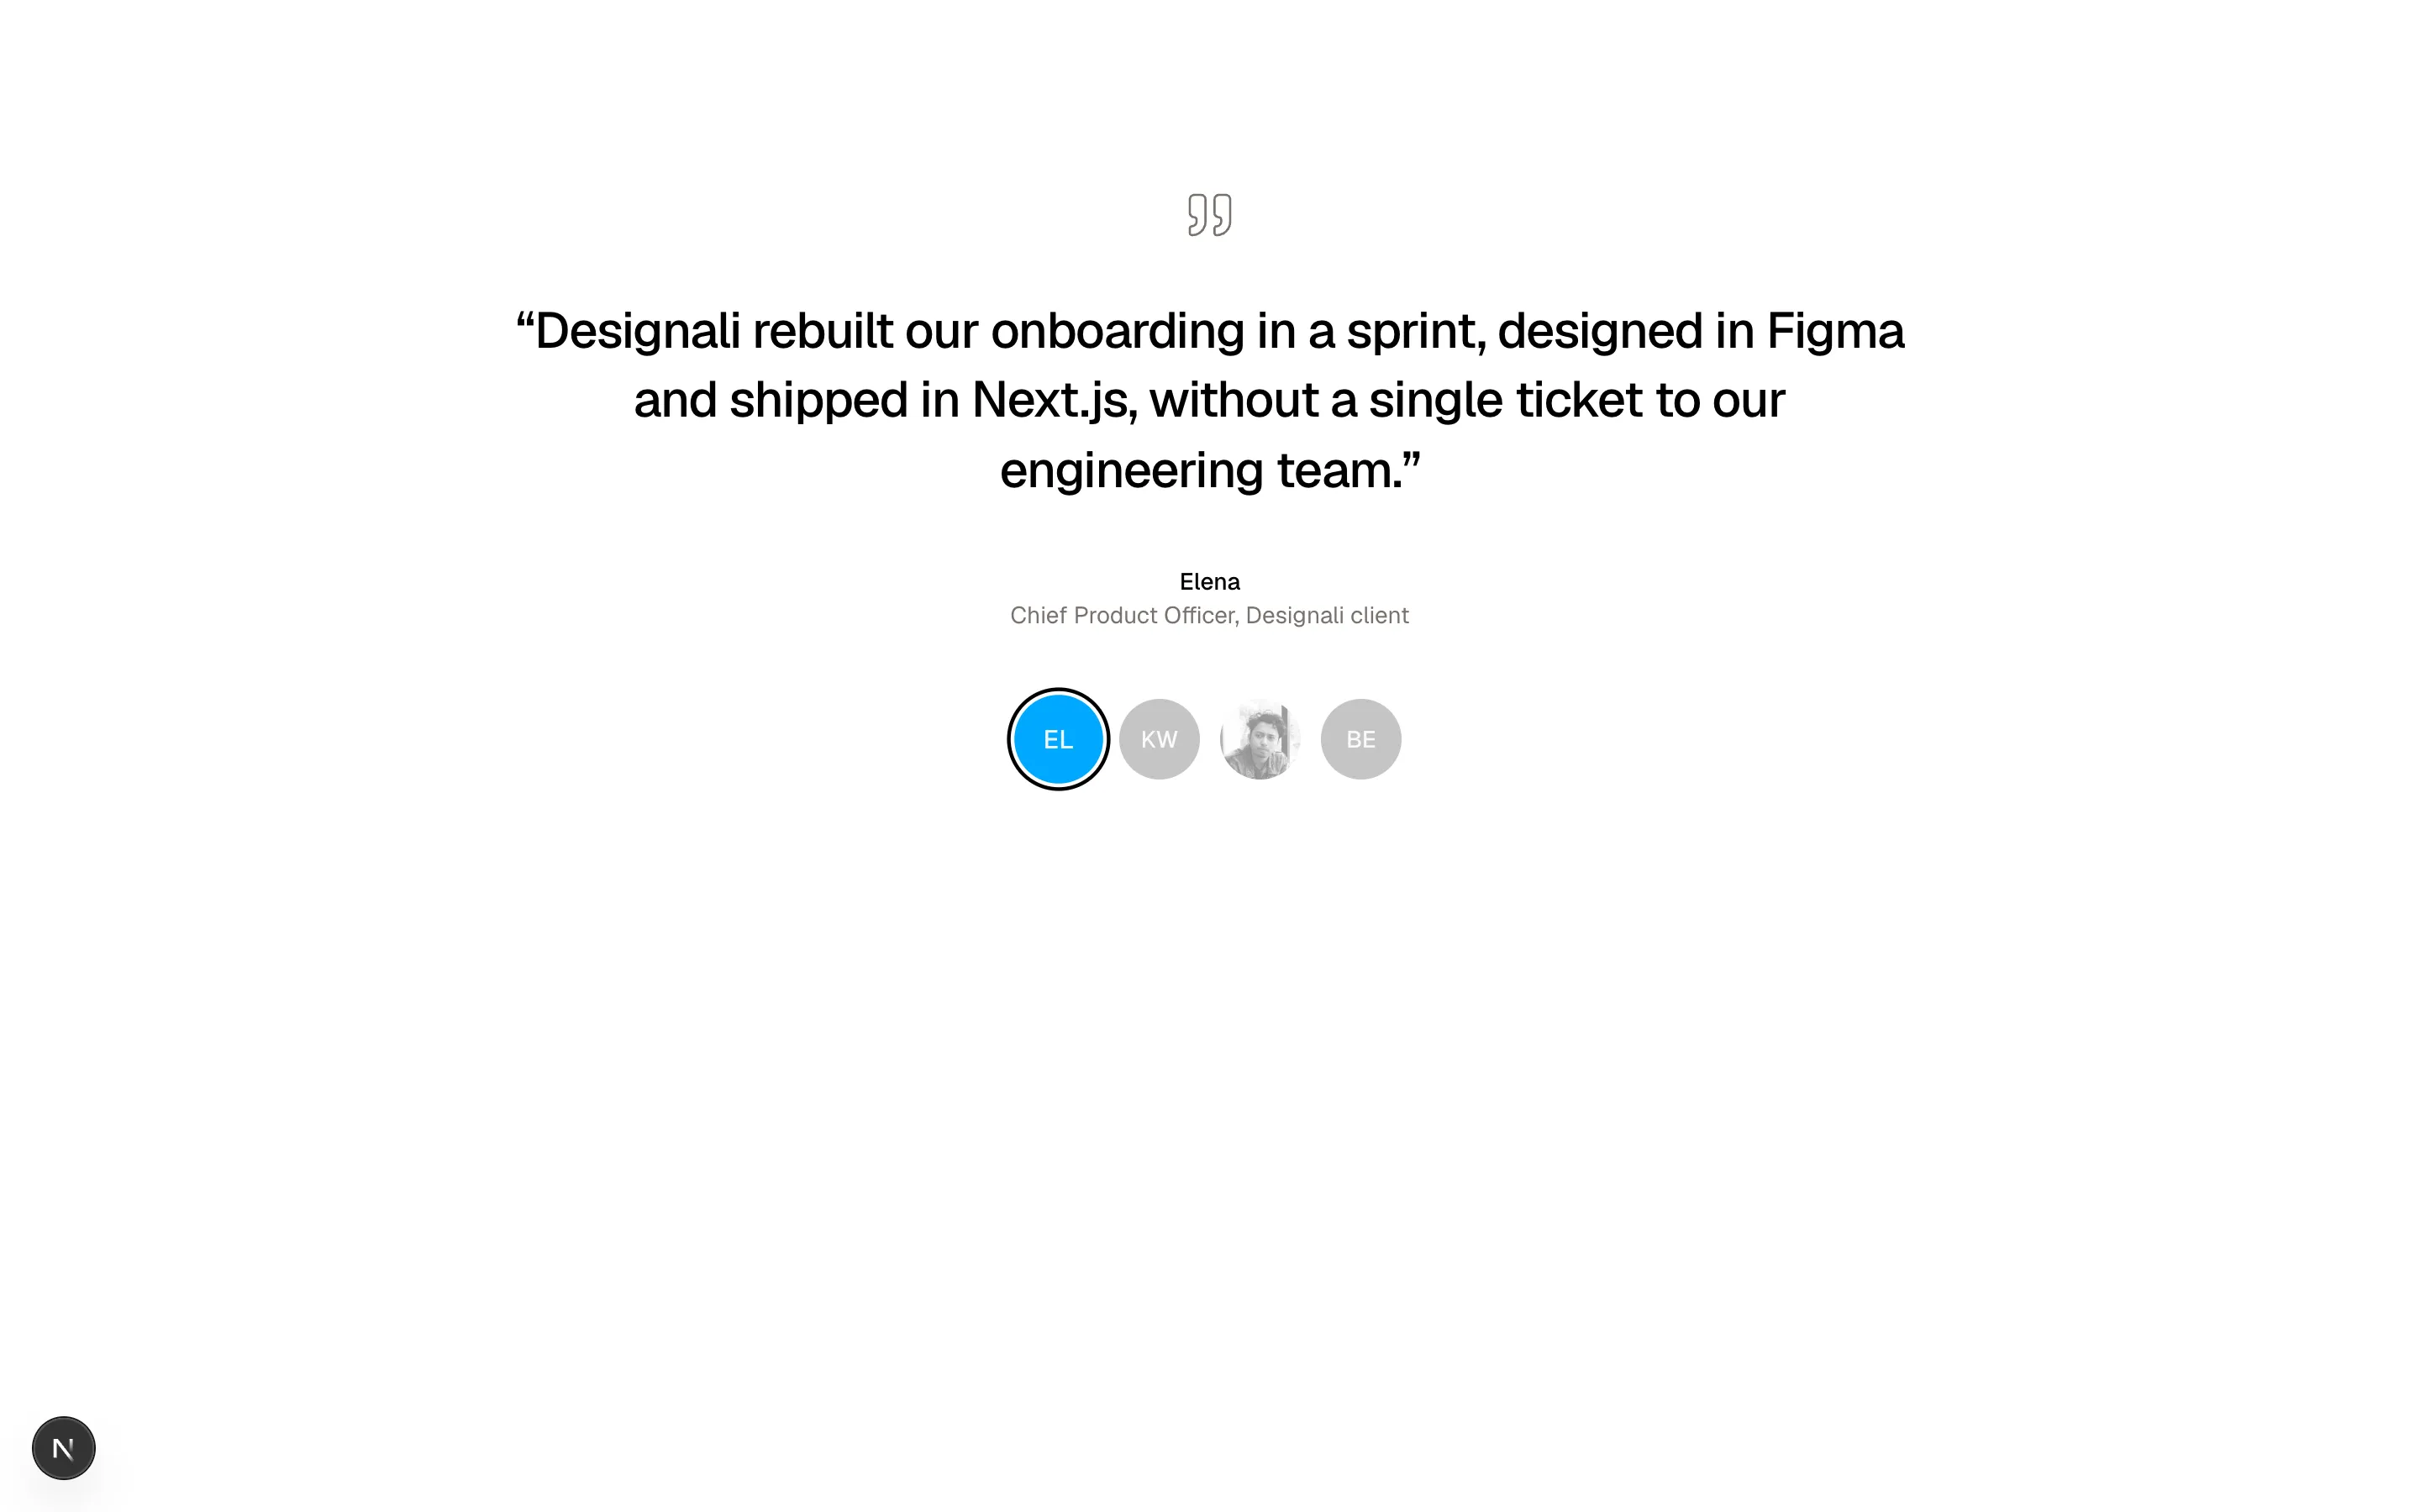 “Designali rebuilt our onboarding in a sprint, designed in Figma
and shipped in Next.js, without a single ticket to our
engineering team.”
Elena
Chief Product Officer, Designali client
EL KW BE
N